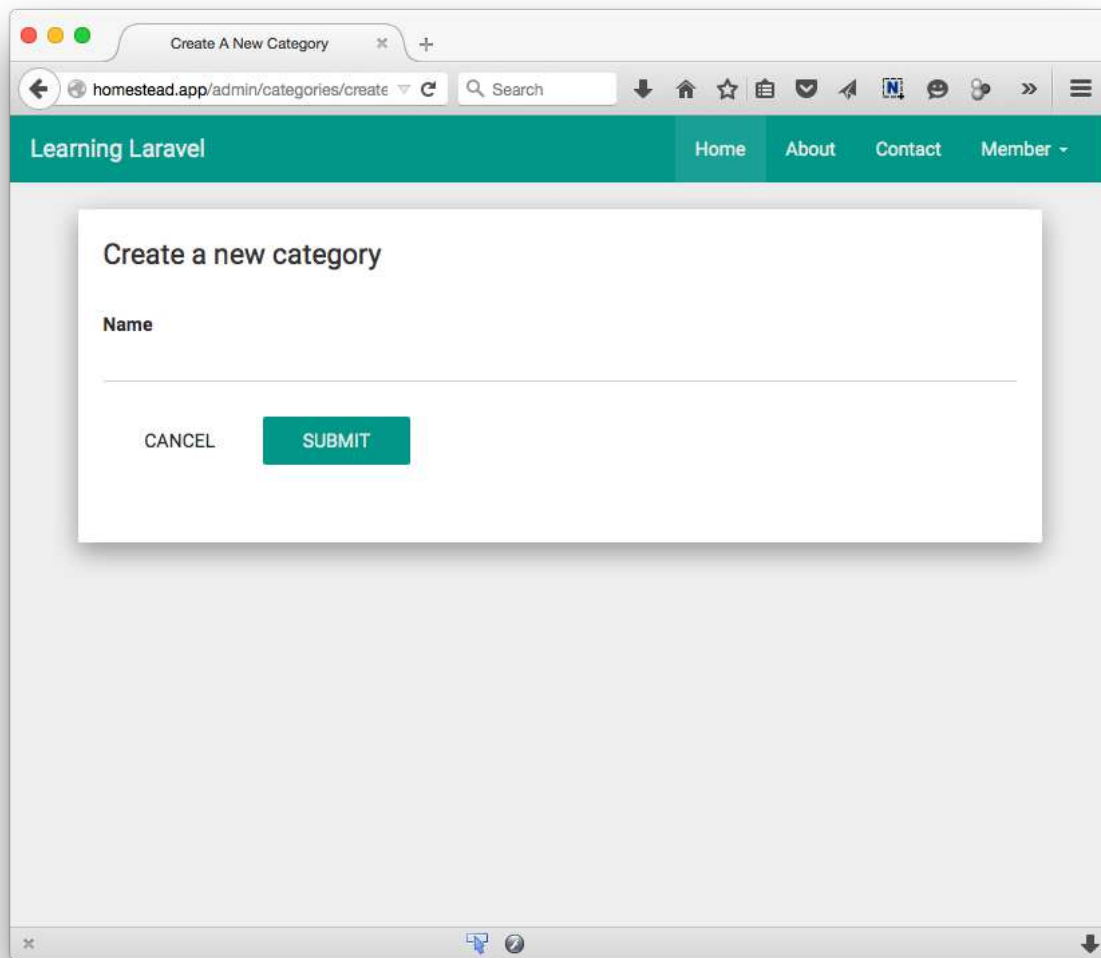 Create A New Category
homestead.app/admin/categories/create
Search
N
Learning Laravel
Home About Contact Member
Create a new category
Name
CANCEL SUBMIT